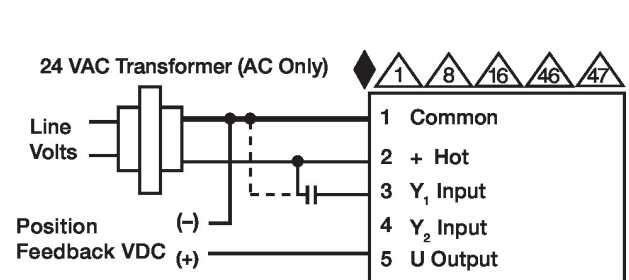 24 VAC Transformer (AC Only)
1 8 16 46 47
Line
Volts
1 Common
2 + Hot
3 Y1 Input
4 Y2 Input
5 U Output
Position
Feedback VDC
(–)
(+)